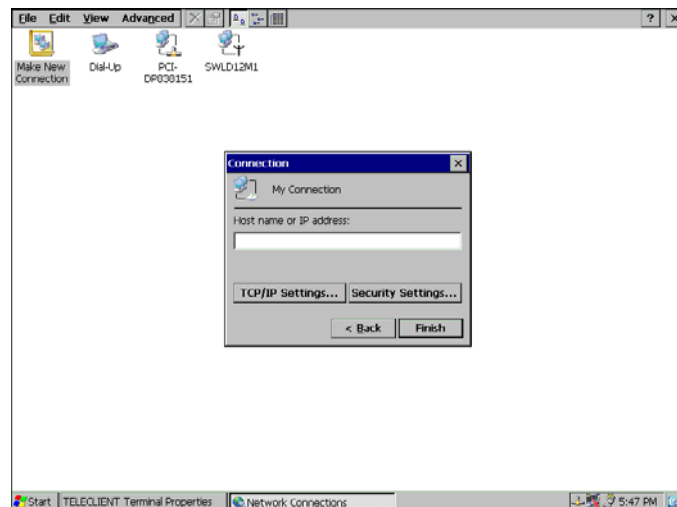 File Edit View Advanced ? ×
Make New Connection
Dial-Up
PCI-DP838151
SWLD12M1
Connection ×
My Connection
Host name or IP address:
TCP/IP Settings... Security Settings...
< Back Finish
Start TELECLIENT Terminal Properties Network Connections 5:47 PM